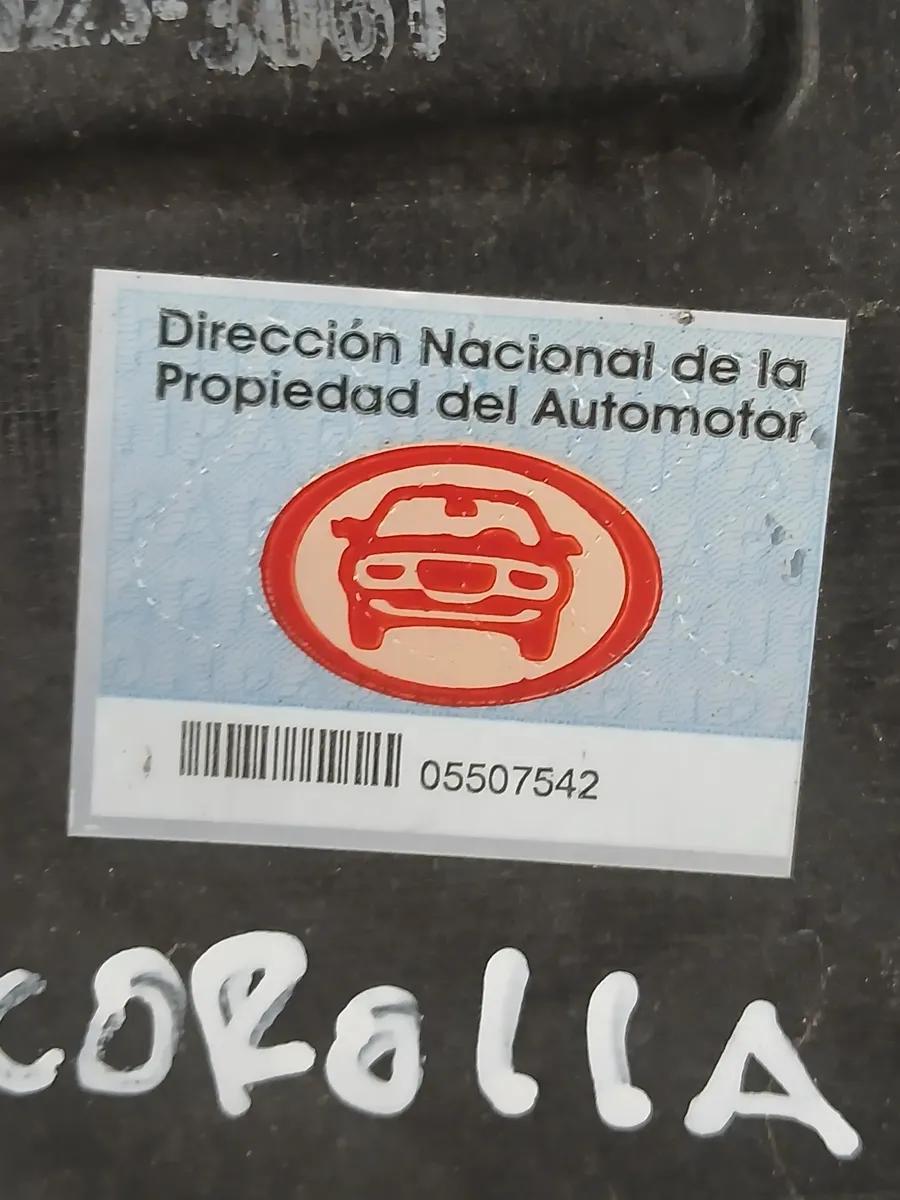 Dirección Nacional de la
Propiedad del Automotor
05507542
COROllA